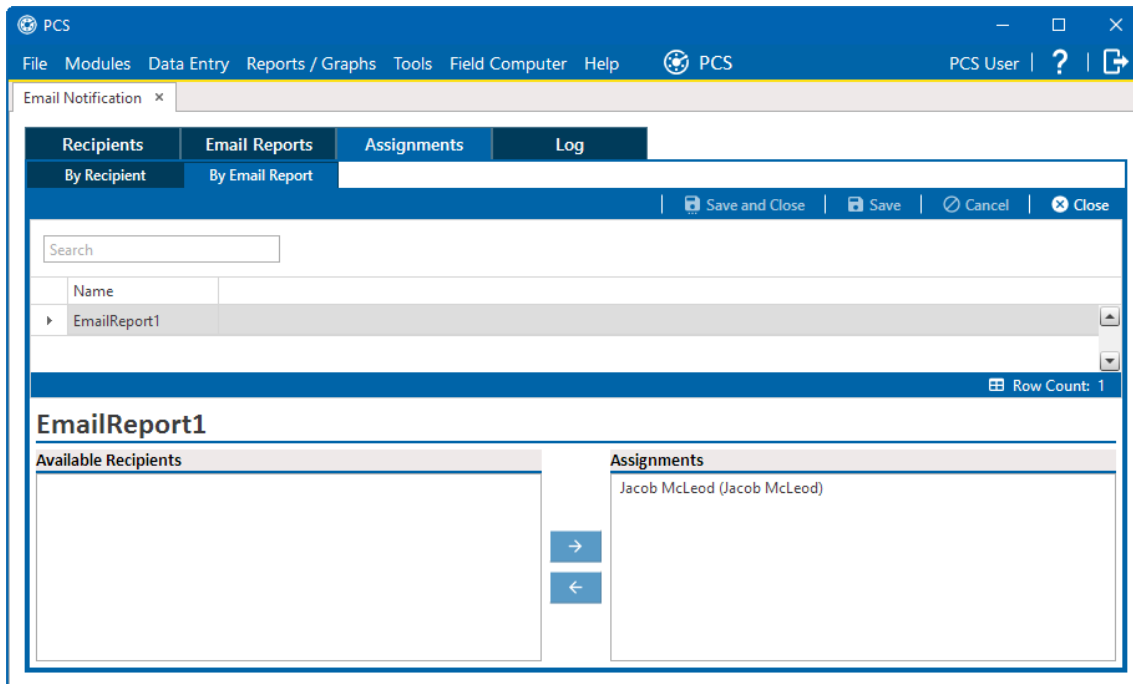 PCS
File Modules Data Entry Reports / Graphs Tools Field Computer Help PCS PCS User | ? |
Email Notification ×
Recipients Email Reports Assignments Log
By Recipient By Email Report
Save and Close Save Cancel Close
Search
Name
EmailReport1
Row Count: 1
EmailReport1
Available Recipients Assignments
Jacob McLeod (Jacob McLeod)